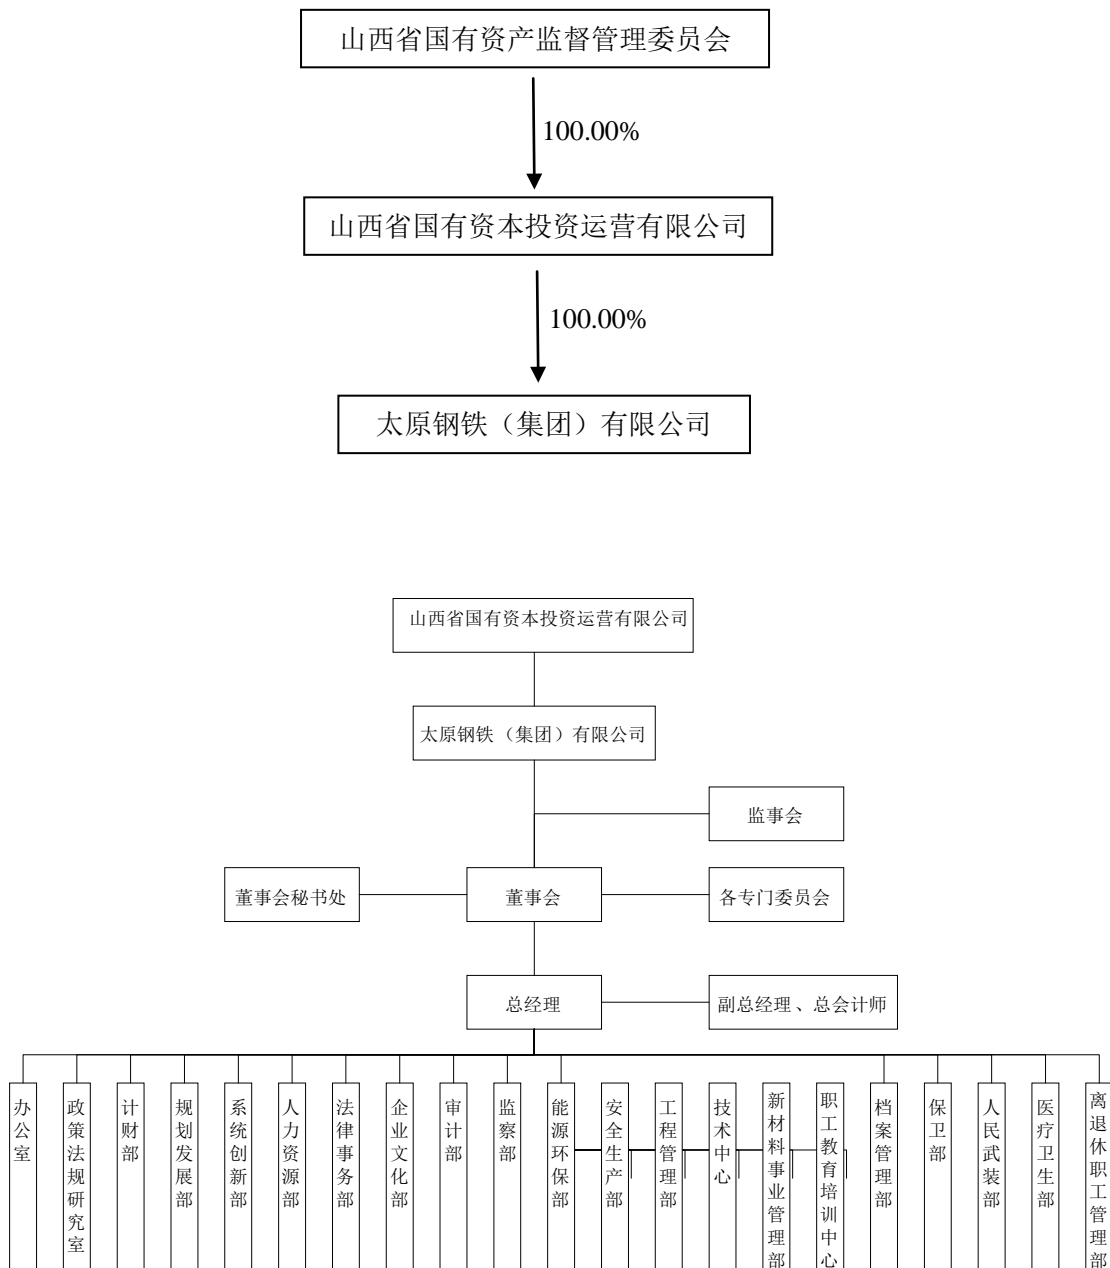 山西省国有资产监督管理委员会
100.00%
山西省国有资本投资运营有限公司
100.00%
太原钢铁（集团）有限公司
山西省国有资本投资运营有限公司
太原钢铁（集团）有限公司
监事会
董事会秘书处
董事会
各专门委员会
总经理
副总经理、总会计师
办公室
政策法规研究室
计财部
规划发展部
系统创新部
人力资源部
法律事务部
企业文化部
审计部
监察部
能源环保部
安全生产部
工程管理部
技术中心
新材料事业管理部
职工教育培训中心
档案管理部
保卫部
人民武装部
医疗卫生部
离退休职工管理部